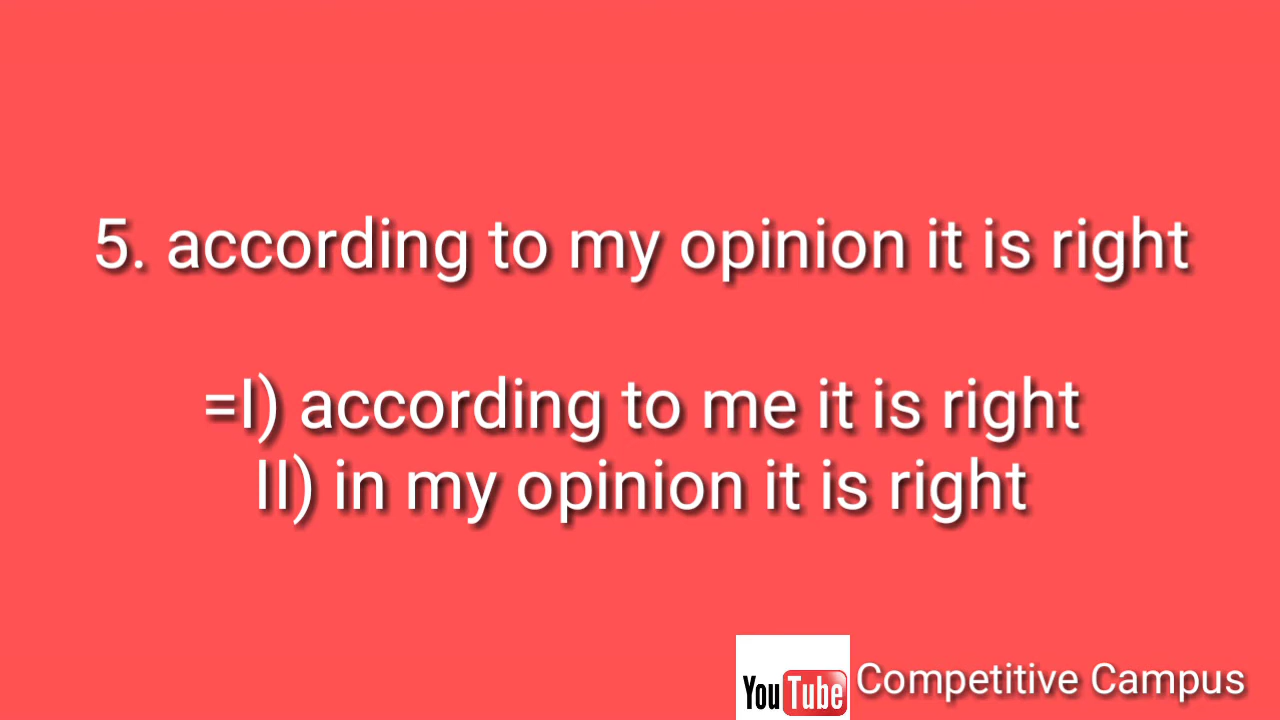 5. according to my opinion it is right
=I) according to me it is right
II) in my opinion it is right
YouTube Competitive Campus